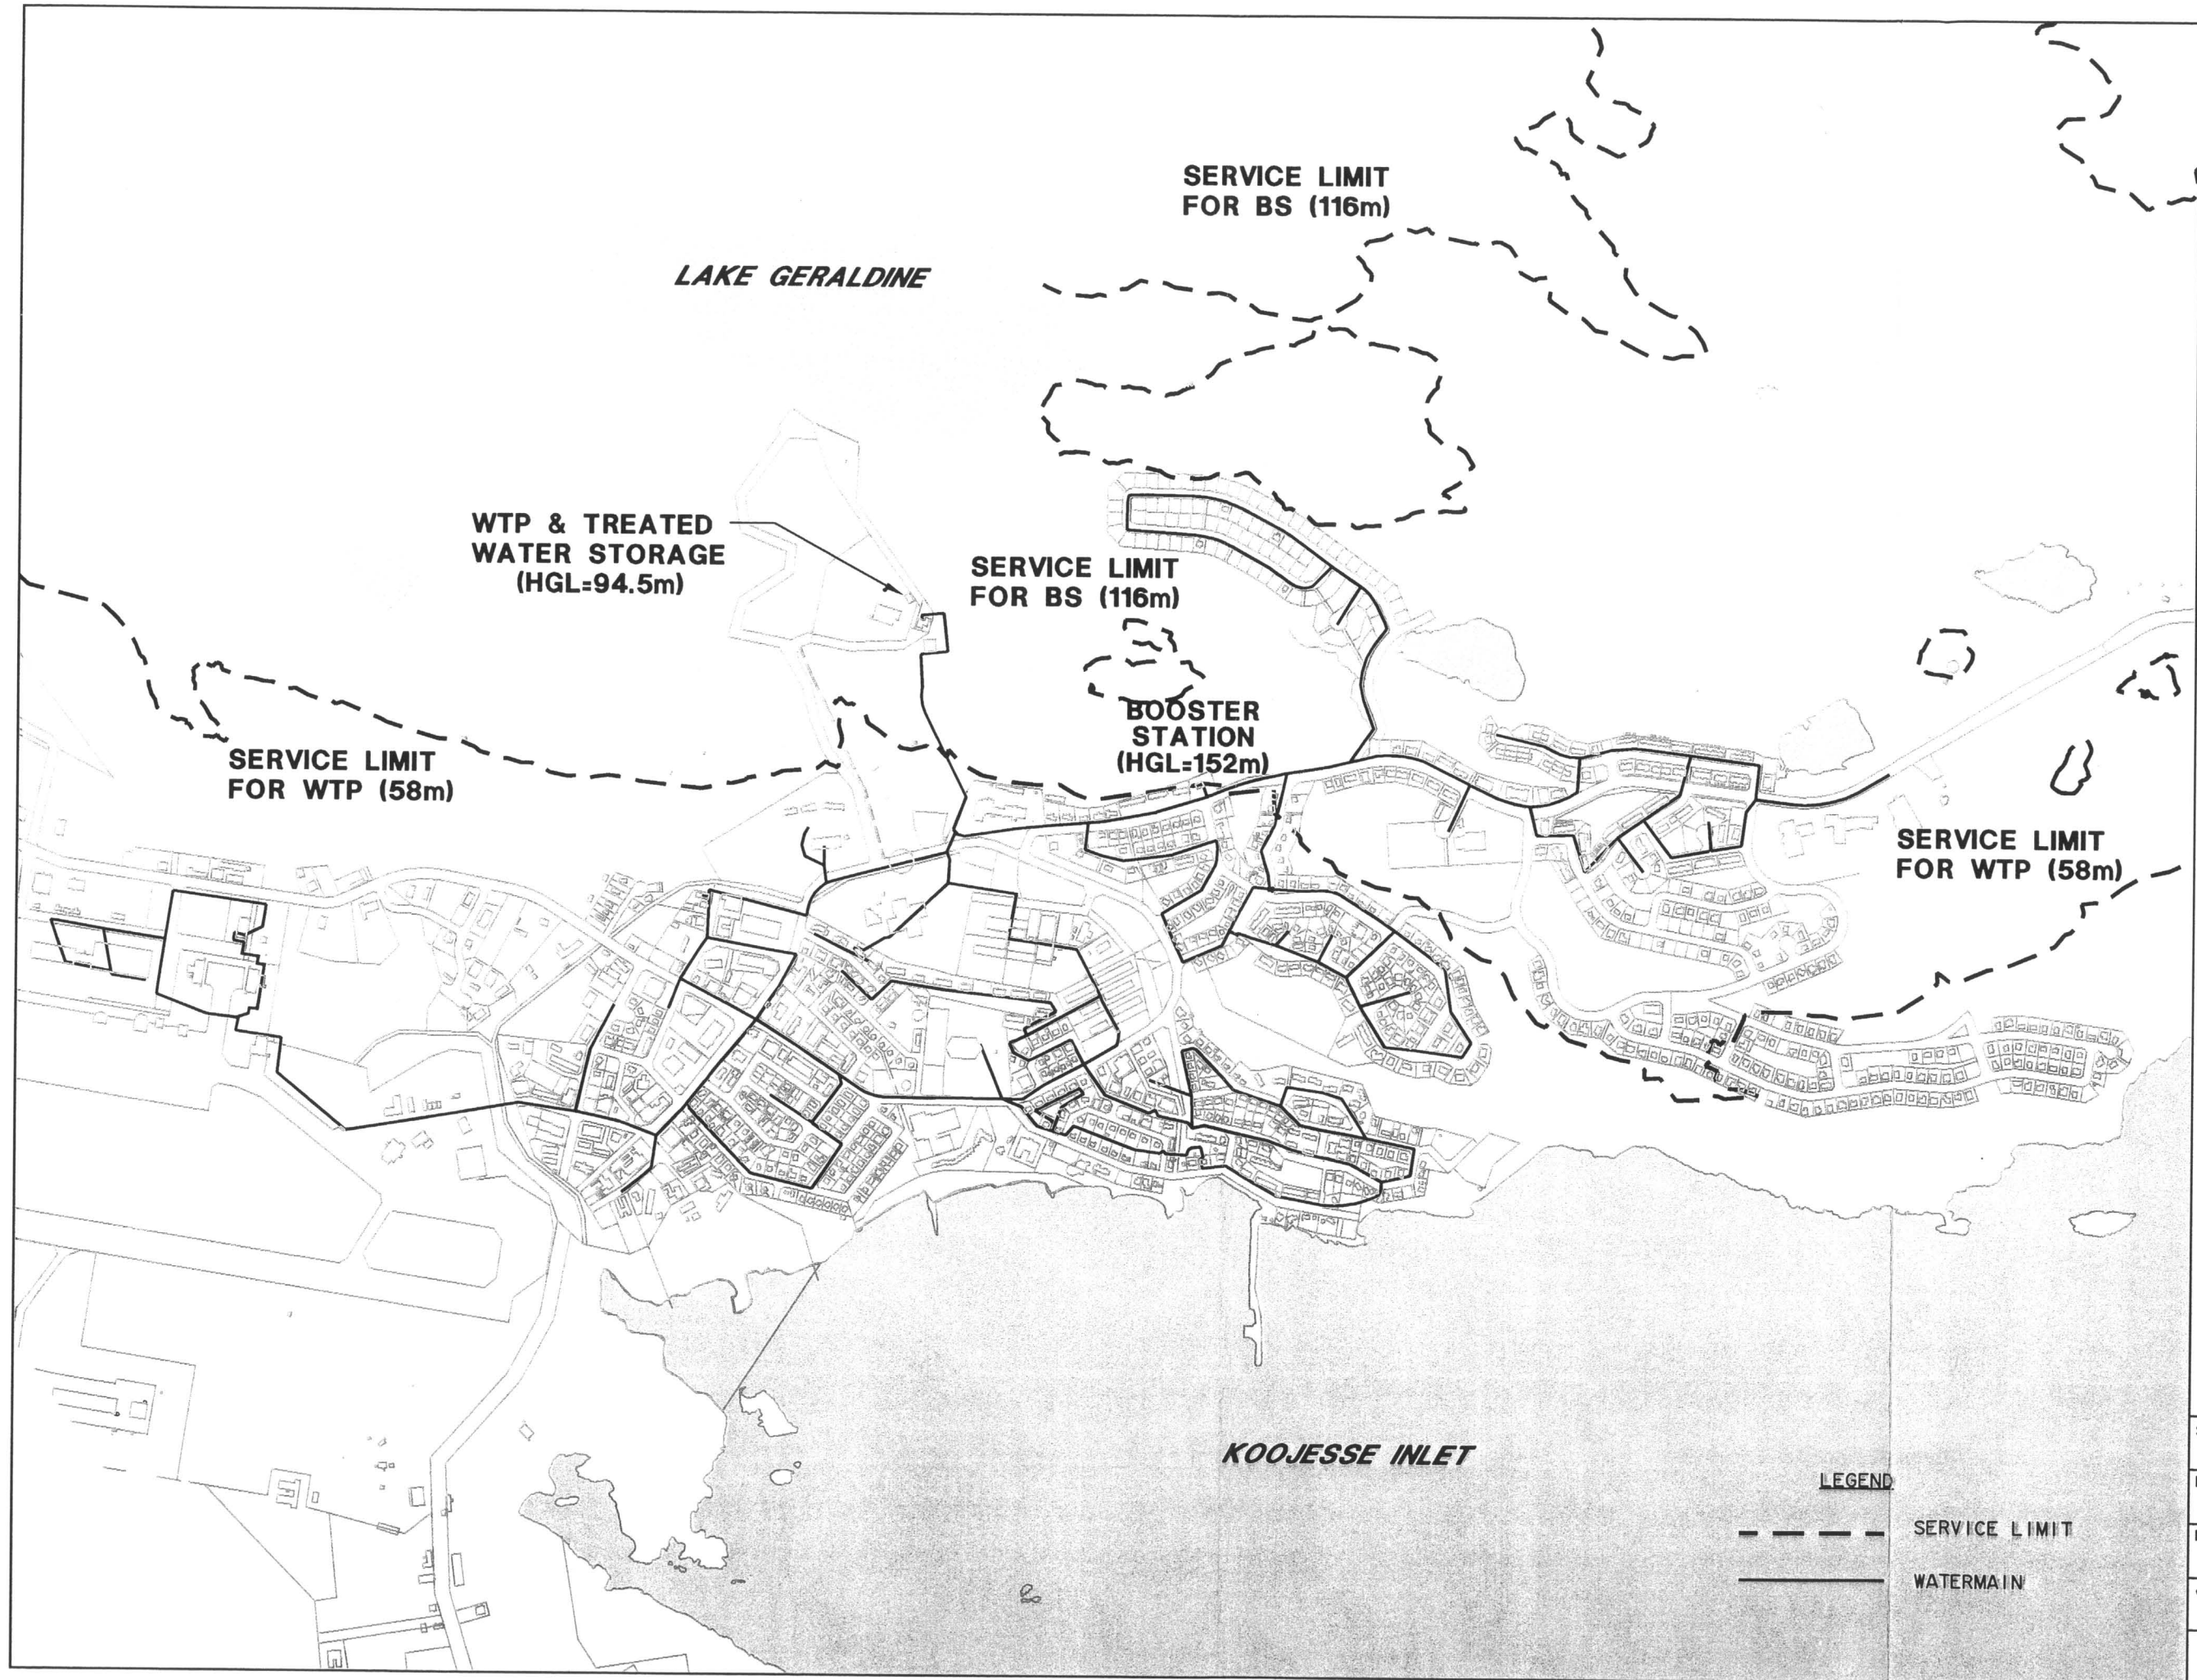 SERVICE LIMIT
FOR BS (116m)
LAKE GERALDINE
WTP & TREATED
WATER STORAGE
(HGL=94.5m)
SERVICE LIMIT
FOR BS (116m)
BOOSTER
STATION
(HGL=152m)
SERVICE LIMIT
FOR WTP (58m)
SERVICE LIMIT
FOR WTP (58m)
KOOJESSE INLET
LEGEND
SERVICE LIMIT
WATERMAIN